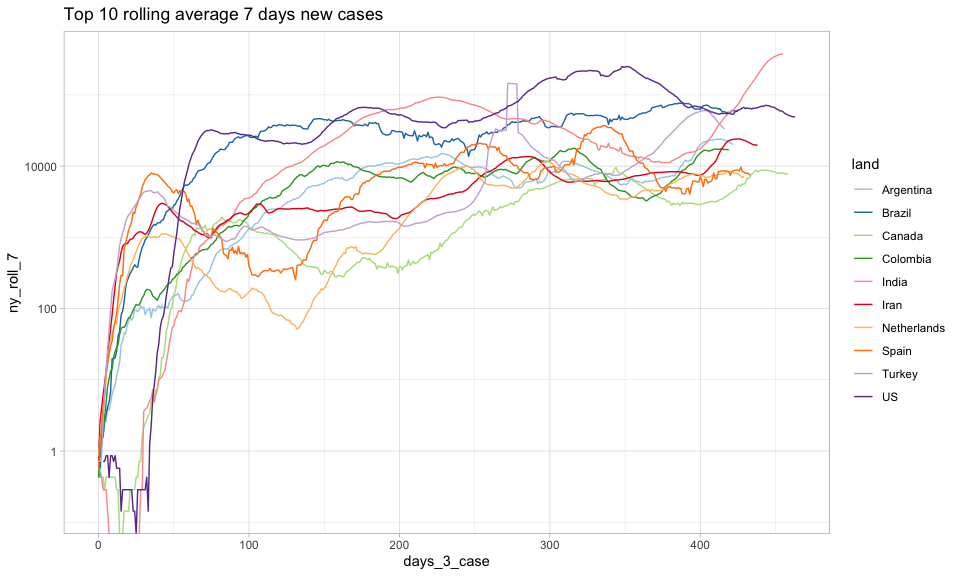 Top 10 rolling average 7 days new cases
ny_roll_7
10000
100
1
0
100
200
300
400
days_3_case
land
Argentina
Brazil
Canada
Colombia
India
Iran
Netherlands
Spain
Turkey
US